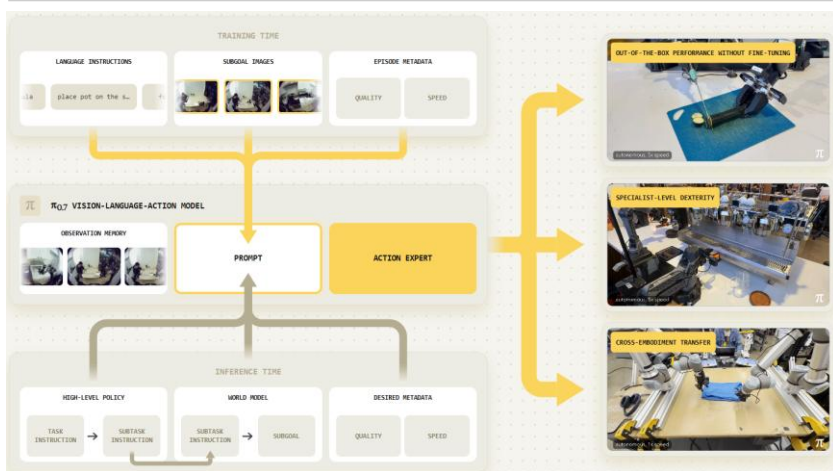 TRAINING TIME
LANGUAGE INSTRUCTIONS
SUBGOAL IMAGES
EPISODE METADATA
place pot on the s…
QUALITY
SPEED
π
π0.7 VISION-LANGUAGE-ACTION MODEL
OBSERVATION MEMORY
PROMPT
ACTION EXPERT
INFERENCE TIME
HIGH-LEVEL POLICY
WORLD MODEL
DESIRED METADATA
TASK
INSTRUCTION
→
SUBTASK
INSTRUCTION
SUBTASK
INSTRUCTION
→
SUBGOAL
QUALITY
SPEED
OUT-OF-THE-BOX PERFORMANCE WITHOUT FINE-TUNING
π
SPECIALIST-LEVEL DEXTERITY
π
CROSS-EMBODIMENT TRANSFER
π